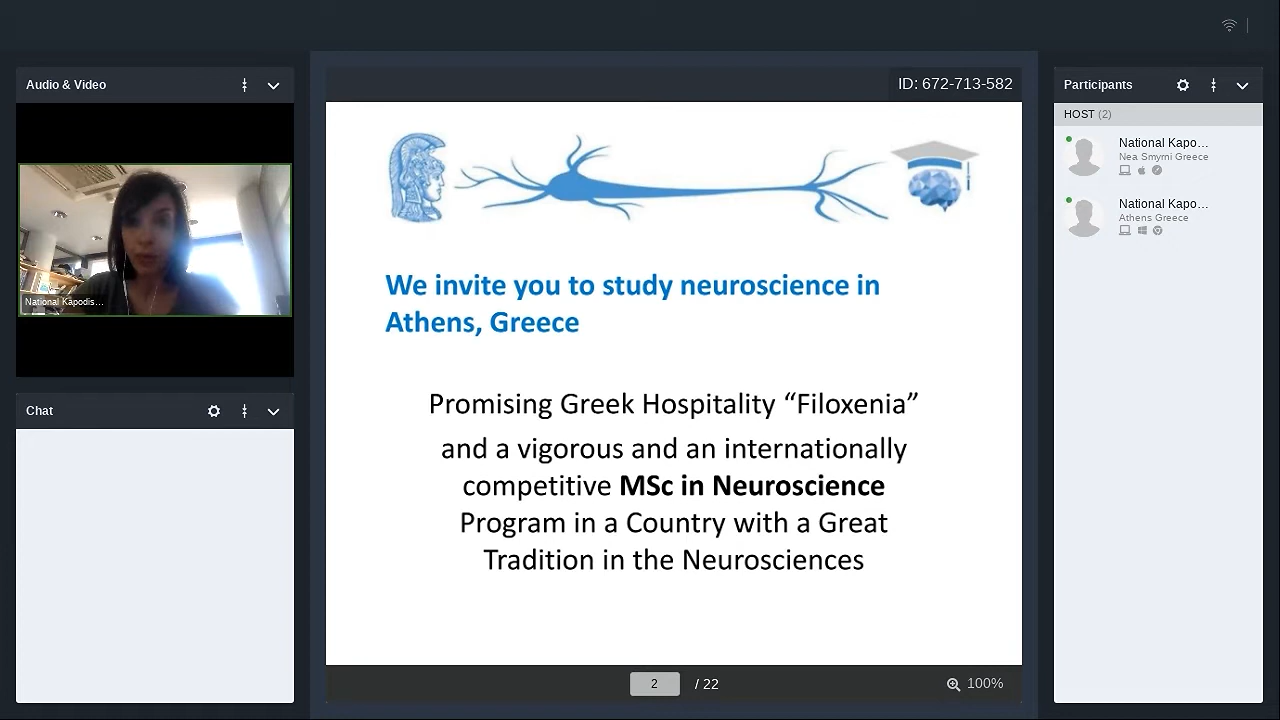 Audio & Video
National Kapodis...
Chat
ID: 672-713-582
We invite you to study neuroscience in
Athens, Greece
Promising Greek Hospitality “Filoxenia”
and a vigorous and an internationally
competitive MSc in Neuroscience
Program in a Country with a Great
Tradition in the Neurosciences
2 / 22
100%
Participants
HOST (2)
National Kapo...
Nea Smyrni Greece
National Kapo...
Athens Greece